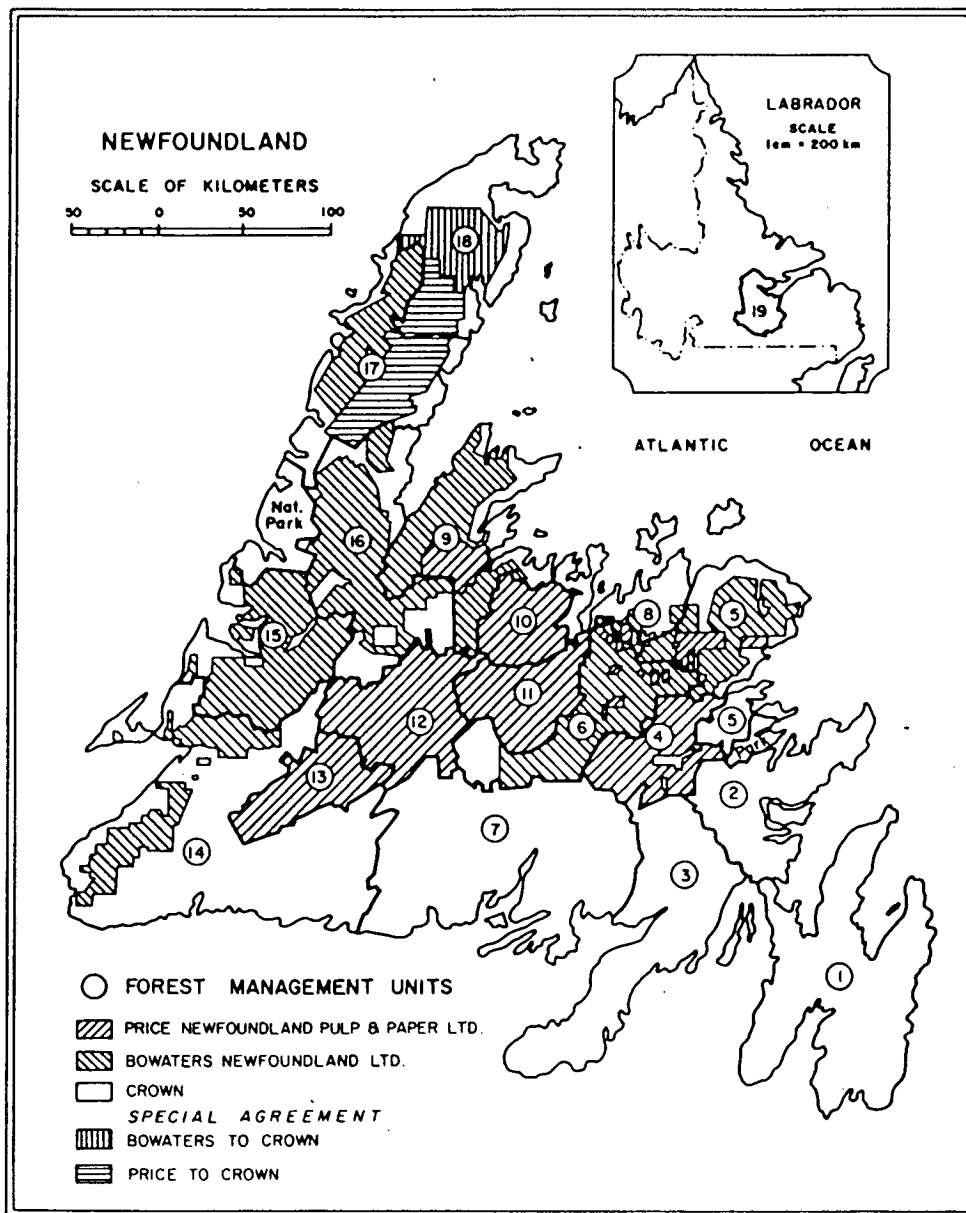 NEWFOUNDLAND
SCALE OF KILOMETERS
50 0 50 100
LABRADOR
SCALE
1cm = 200 km
19
18
17
ATLANTIC OCEAN
Nat.
Park
16
9
15
10
8
5
11
12
6
4
5
Park
13
2
7
14
3
1
FOREST MANAGEMENT UNITS
PRICE NEWFOUNDLAND PULP & PAPER LTD.
BOWATERS NEWFOUNDLAND LTD.
CROWN
SPECIAL AGREEMENT
BOWATERS TO CROWN
PRICE TO CROWN